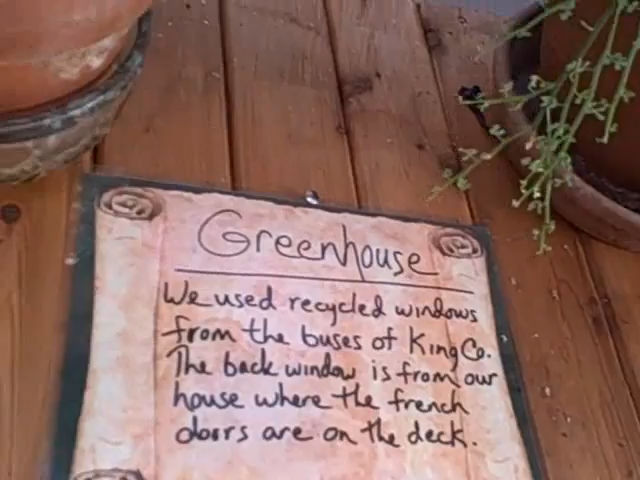 Greenhouse
We used recycled windows
from the buses of King Co.
The back window is from our
house where the french
doors are on the deck.